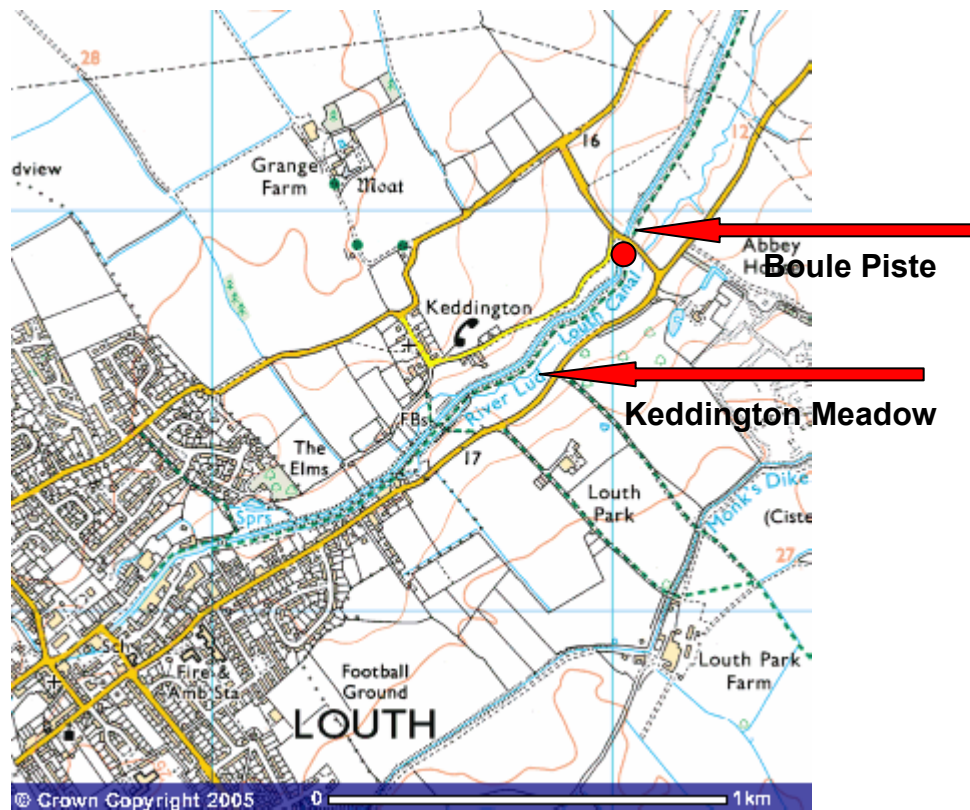 28
16
12
dview
Grange
Farm
Moat
Abbey
House
Boule Piste
Keddington
Louth Canal
River Lud
Keddington Meadow
FBs
17
The
Elms
Louth
Park
Monk's Dike
Sprs
(Ciste
27
Sch
Fire &
Amb Sta
Football
Ground
Louth Park
Farm
LOUTH
© Crown Copyright 2005
0
1km